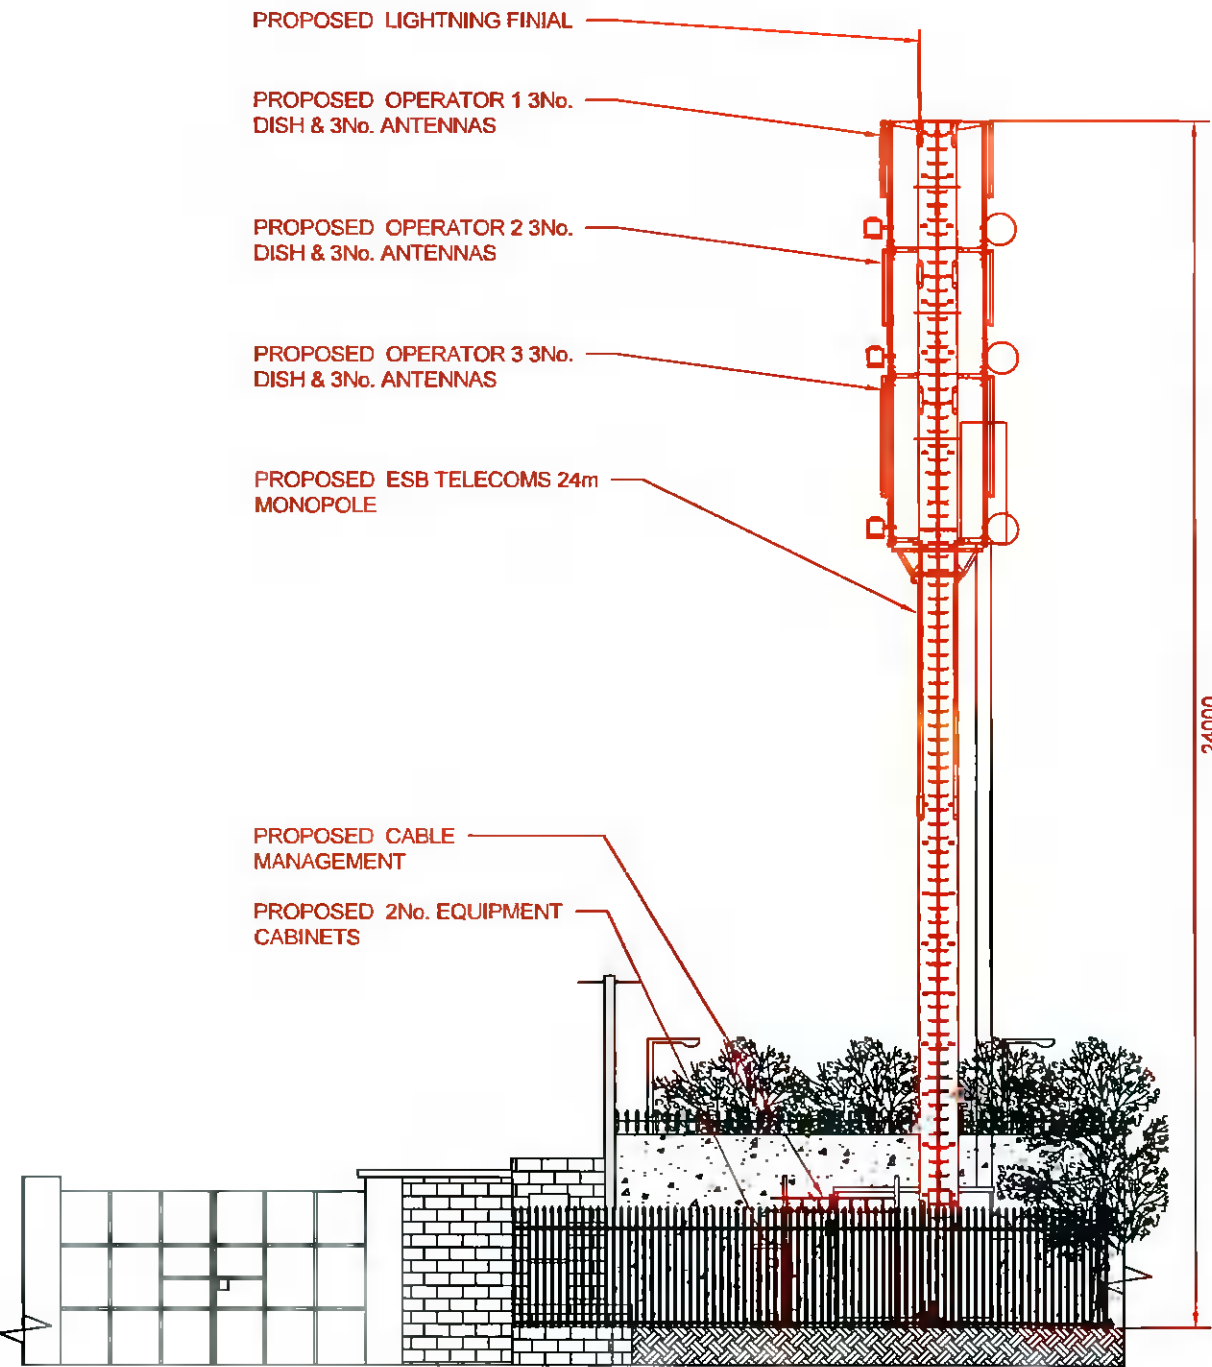 PROPOSED LIGHTNING FINIAL
PROPOSED OPERATOR 1 3No.
DISH & 3No. ANTENNAS
PROPOSED OPERATOR 2 3No.
DISH & 3No. ANTENNAS
PROPOSED OPERATOR 3 3No.
DISH & 3No. ANTENNAS
PROPOSED ESB TELECOMS 24m
MONOPOLE
24000
PROPOSED CABLE
MANAGEMENT
PROPOSED 2No. EQUIPMENT
CABINETS